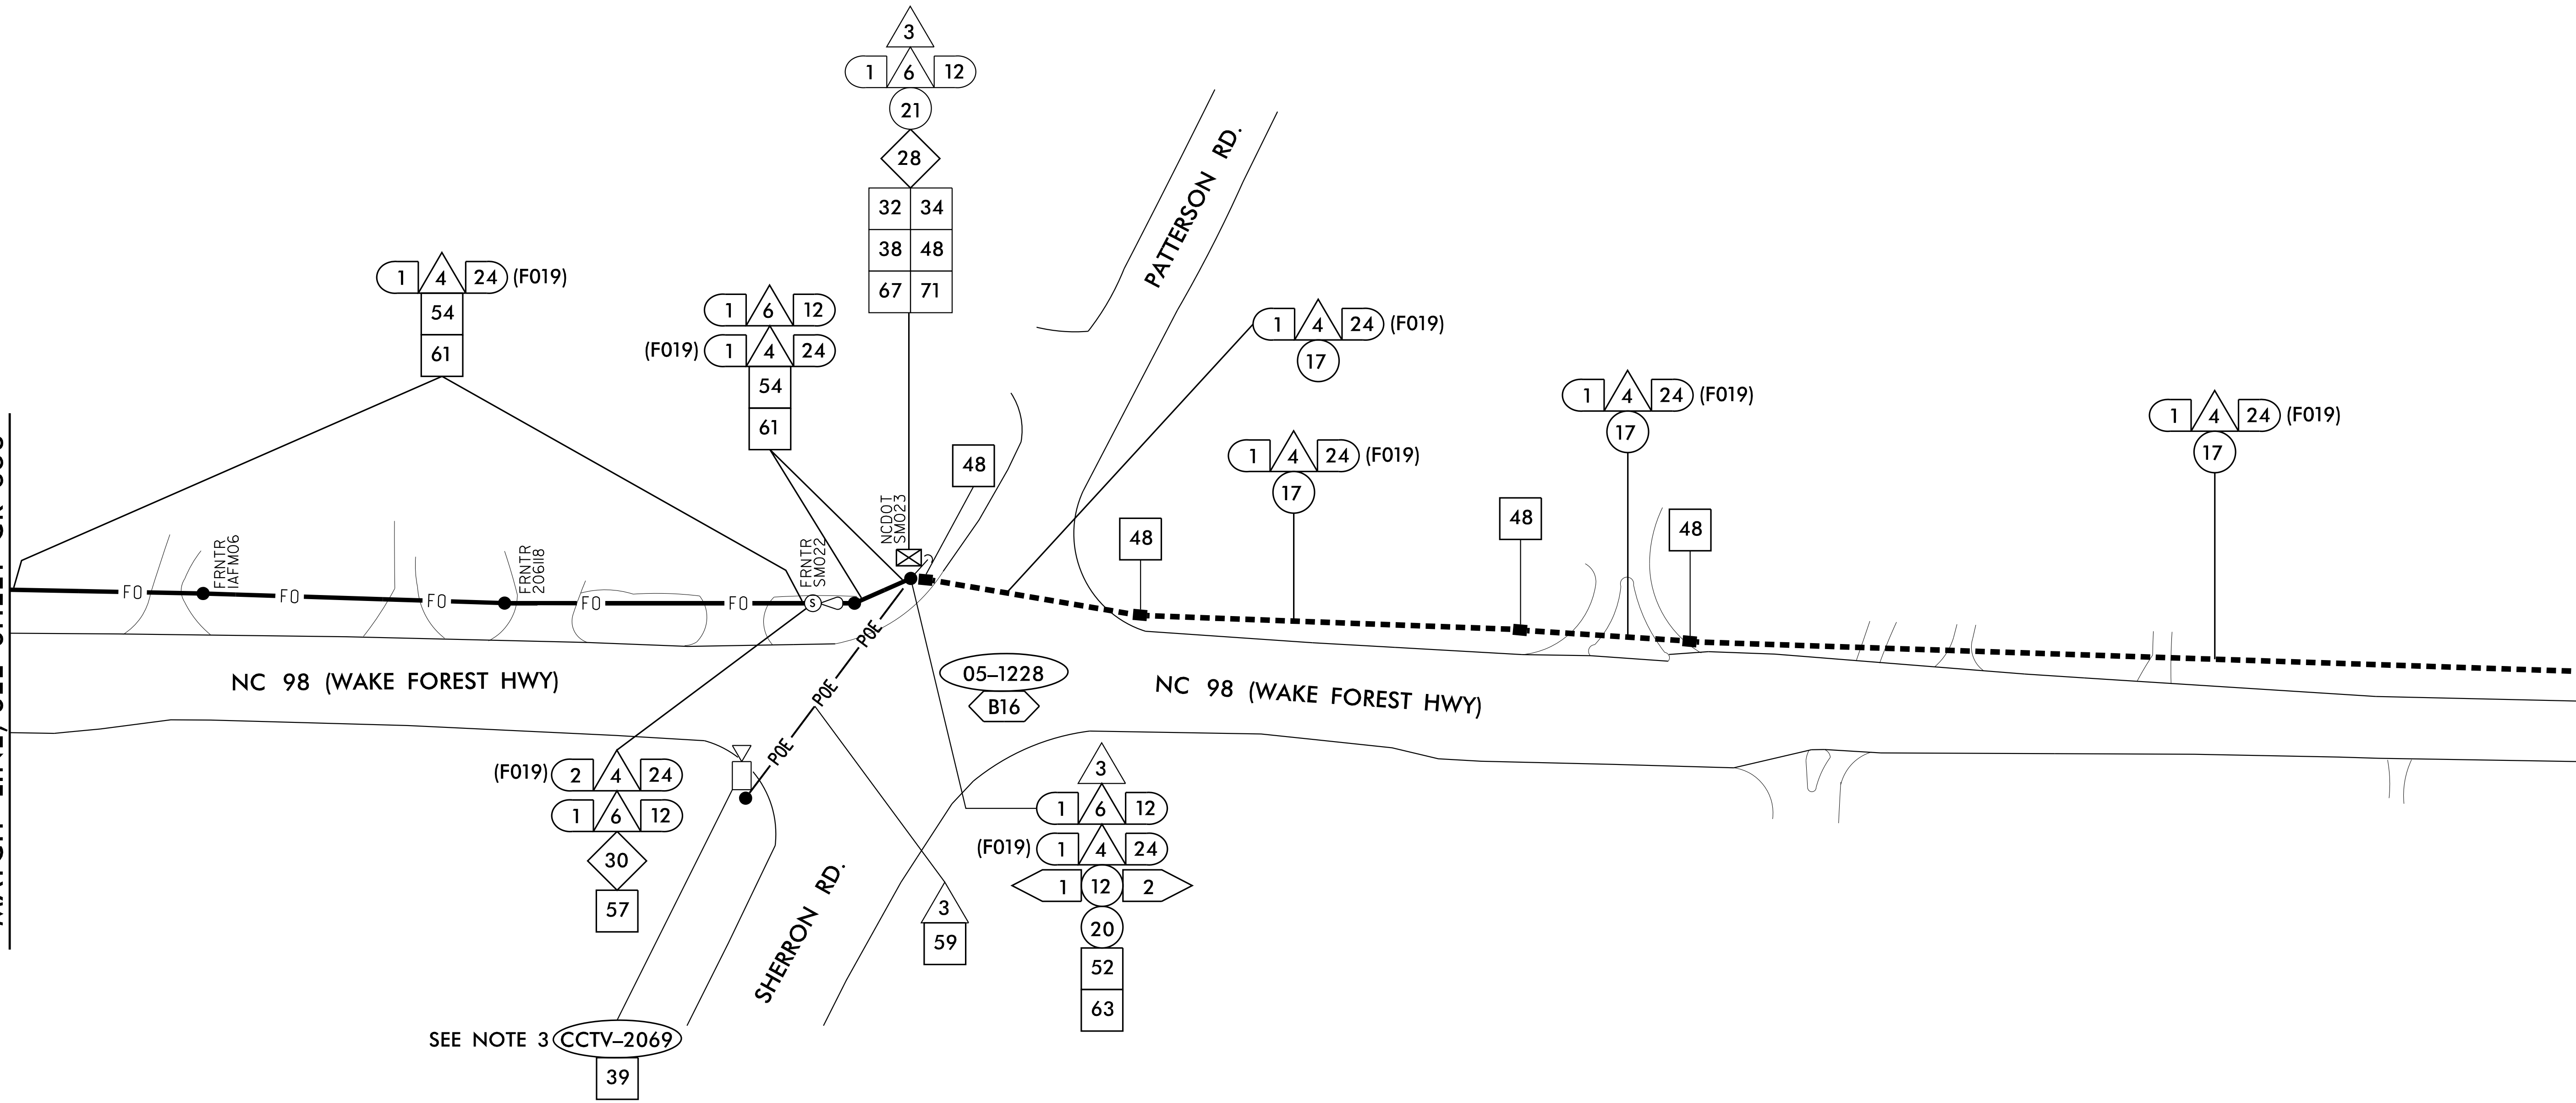 3
1 6 12
21
28
32 34
38 48
67 71
PATTERSON RD.
1 4 24 (F019)
54
61
1 6 12
(F019) 1 4 24
54
61
1 4 24 (F019)
17
1 4 24 (F019)
17
1 4 24 (F019)
17
1 4 24 (F019)
17
48
48
48
48
NCDOT
SM023
FRNTR
IAFM06
FRNTR
206118
FRNTR
SM022
FO FO FO FO FO
S
POE
POE
POE
NC 98 (WAKE FOREST HWY)
05-1228
B16
NC 98 (WAKE FOREST HWY)
(F019) 2 4 24
1 6 12
30
57
3
1 6 12
(F019) 1 4 24
1 12 2
20
52
63
3
59
SHERRON RD.
SEE NOTE 3 CCTV-2069
39